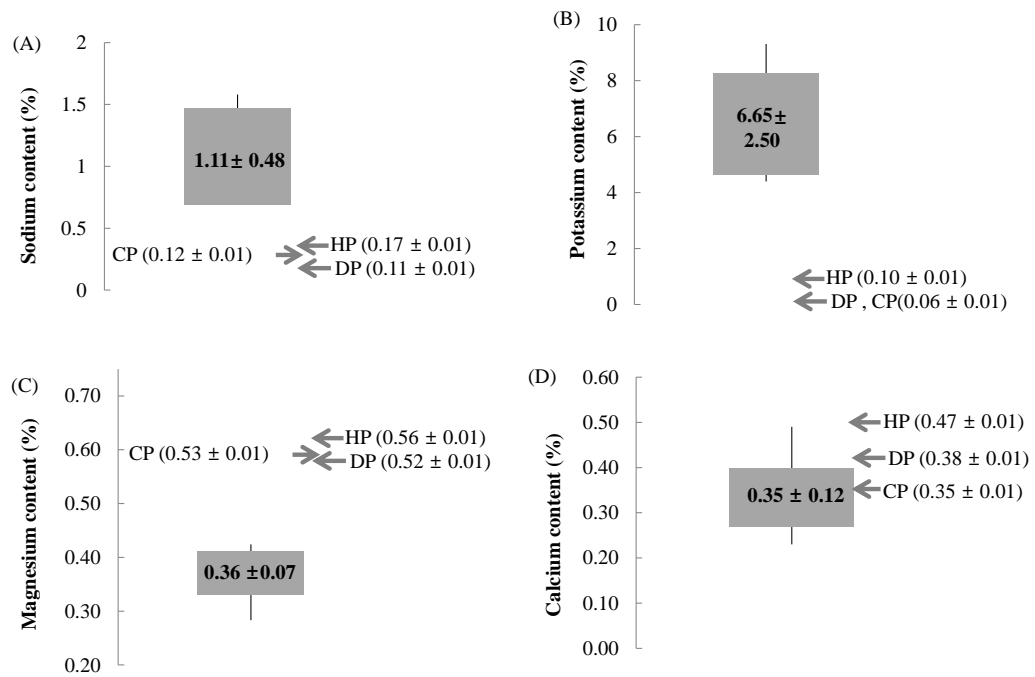 (A)
Sodium content (%)
2
1.5
1
0.5
0
1.11± 0.48
CP (0.12 ± 0.01)
HP (0.17 ± 0.01)
DP (0.11 ± 0.01)
(B)
Potassium content (%)
10
8
6
4
2
0
6.65±
2.50
HP (0.10 ± 0.01)
DP , CP(0.06 ± 0.01)
(C)
Magnesium content (%)
0.70
0.60
0.50
0.40
0.30
0.20
CP (0.53 ± 0.01)
HP (0.56 ± 0.01)
DP (0.52 ± 0.01)
0.36 ±0.07
(D)
Calcium content (%)
0.60
0.50
0.40
0.30
0.20
0.10
0.00
0.35 ± 0.12
HP (0.47 ± 0.01)
DP (0.38 ± 0.01)
CP (0.35 ± 0.01)